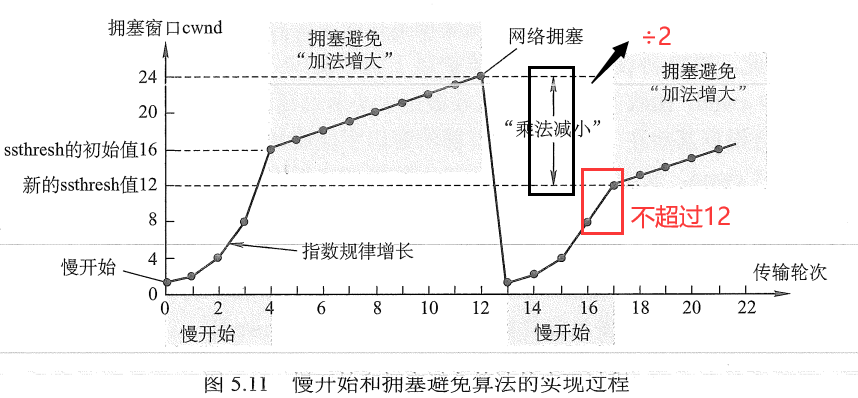 拥塞窗口cwnd
拥塞避免
“加法增大”
网络拥塞
÷2
拥塞避免
“加法增大”
24
20
“乘法减小”
ssthresh的初始值16
新的ssthresh值12
不超过12
8
指数规律增长
慢开始
4
传输轮次
0
0 2 4 6 8 10 12 14 16 18 20 22
慢开始
慢开始
图 5.11 慢开始和拥塞避免算法的实现过程